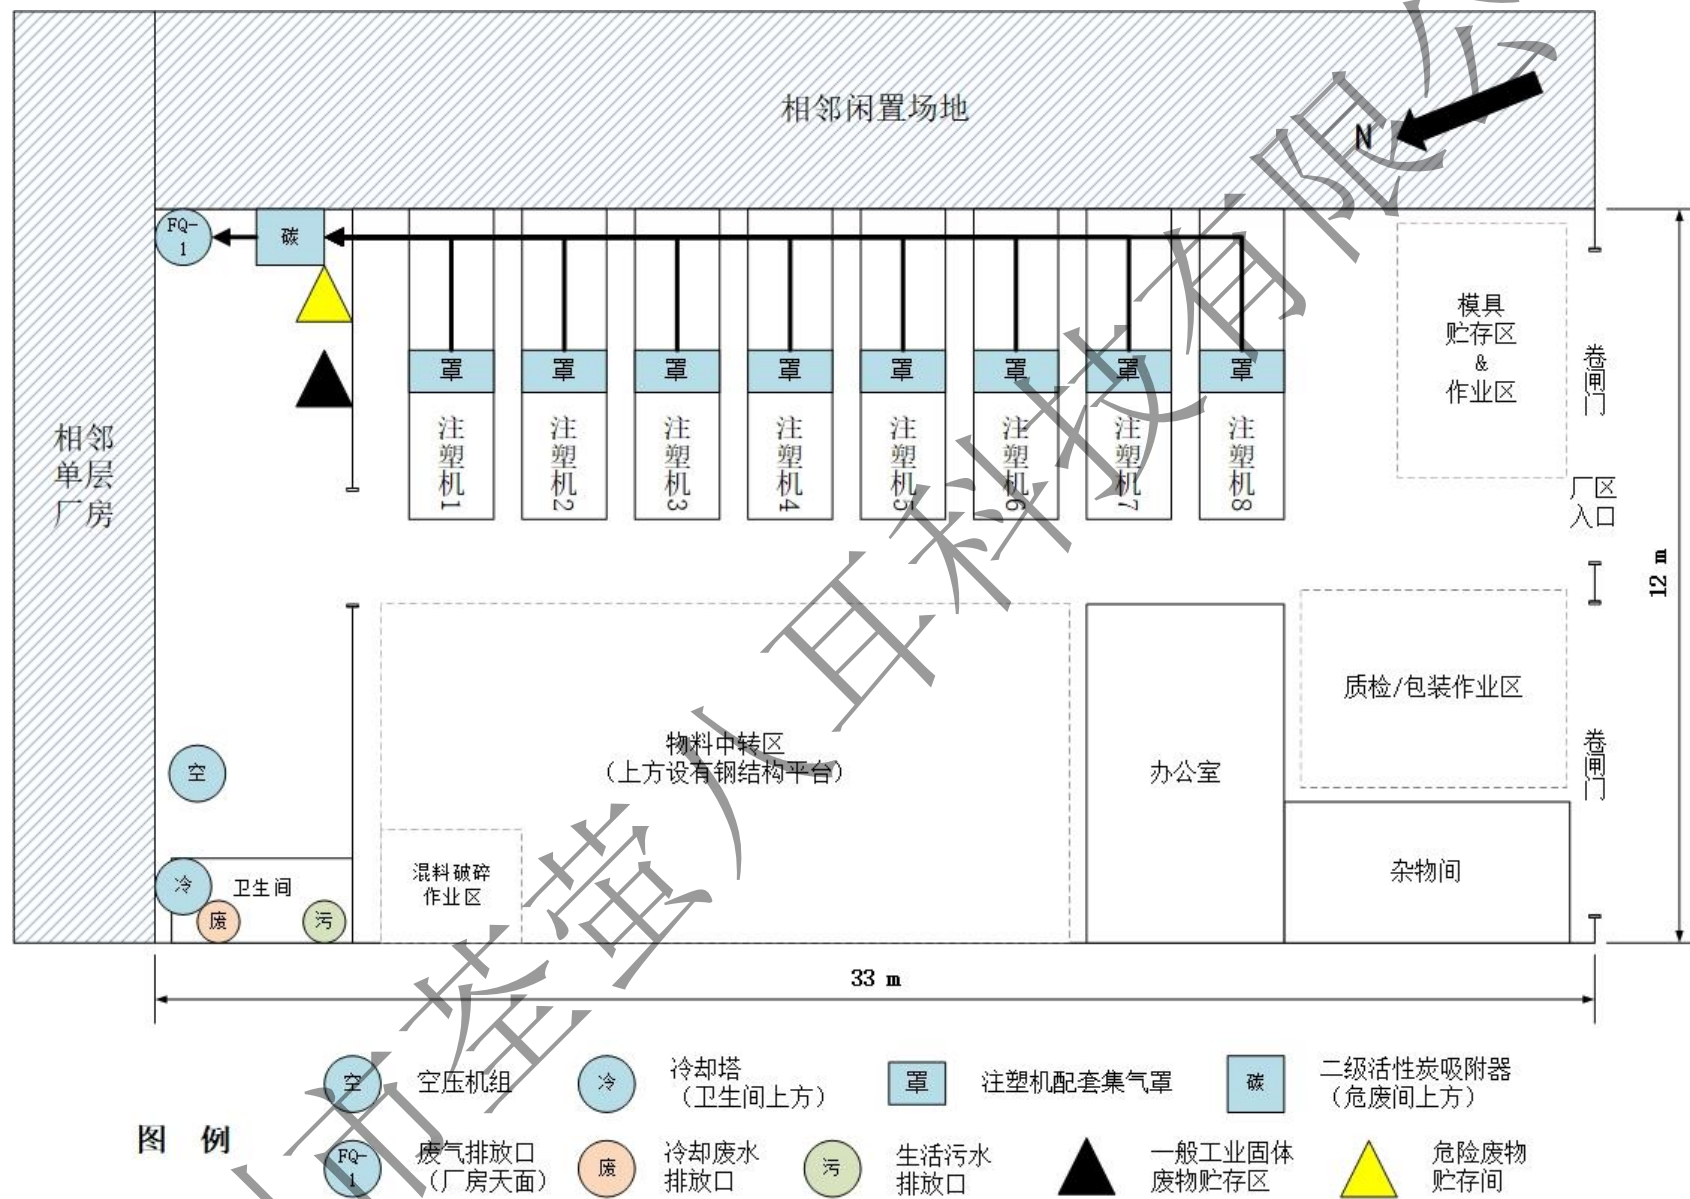 相邻闲置场地
N
FQ-
1
碳
模具
贮存区
&
作业区
卷闸门
罩
罩
罩
罩
罩
罩
罩
罩
注塑机1
注塑机2
注塑机3
注塑机4
注塑机5
注塑机6
注塑机7
注塑机8
相邻
单层
厂房
厂区
入口
12 m
质检/包装作业区
物料中转区
（上方设有钢结构平台）
办公室
卷闸门
空
混料破碎
作业区
杂物间
冷
卫生间
废
污
33 m
图 例
空
空压机组
冷
冷却塔
（卫生间上方）
罩
注塑机配套集气罩
碳
二级活性炭吸附器
（危废间上方）
FQ-
1
废气排放口
（厂房天面）
废
冷却废水
排放口
污
生活污水
排放口
一般工业固体
废物贮存区
危险废物
贮存间
市荃萤八耳科技有限公